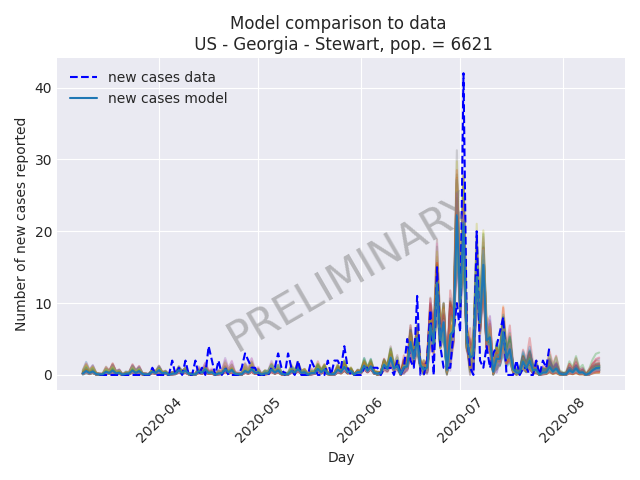 Model comparison to data
US - Georgia - Stewart, pop. = 6621
new cases data
new cases model
Number of new cases reported
40
30
20
10
0
PRELIMINARY
2020-04
2020-05
2020-06
2020-07
2020-08
Day